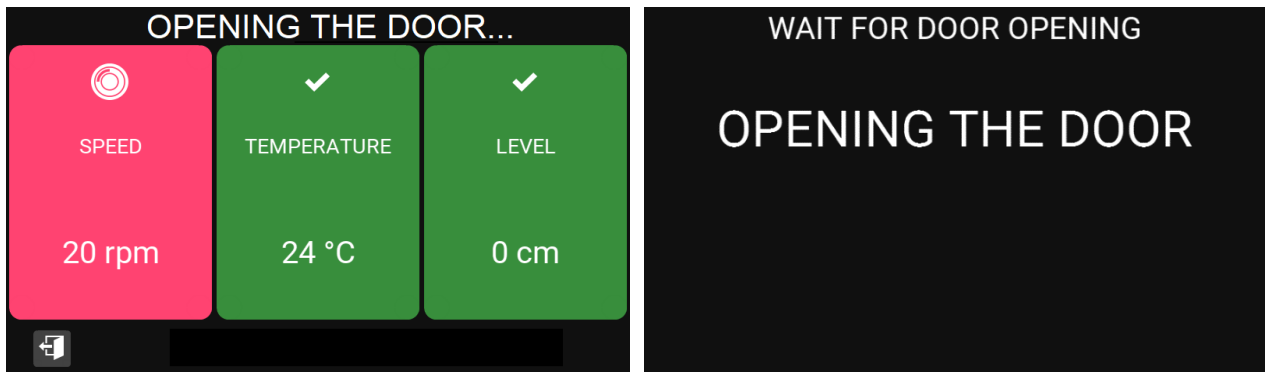 OPENING THE DOOR...
SPEED
TEMPERATURE
LEVEL
20 rpm
24 °C
0 cm
WAIT FOR DOOR OPENING
OPENING THE DOOR